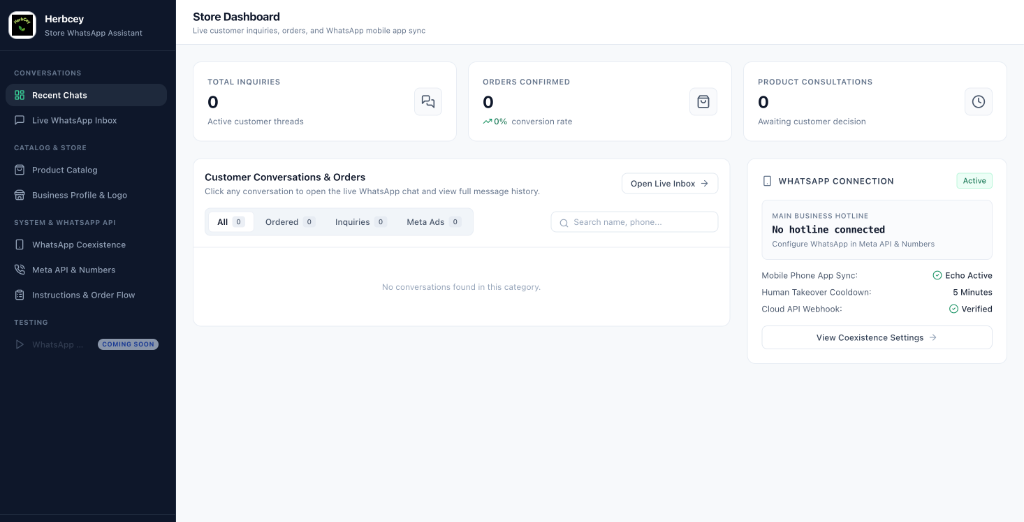 Herbcey
Store WhatsApp Assistant
CONVERSATIONS
Recent Chats
Live WhatsApp Inbox
CATALOG & STORE
Product Catalog
Business Profile & Logo
SYSTEM & WHATSAPP API
WhatsApp Coexistence
Meta API & Numbers
Instructions & Order Flow
TESTING
WhatsApp ... COMING SOON
Store Dashboard
Live customer inquiries, orders, and WhatsApp mobile app sync
TOTAL INQUIRIES
0
Active customer threads
ORDERS CONFIRMED
0
0% conversion rate
PRODUCT CONSULTATIONS
0
Awaiting customer decision
Customer Conversations & Orders
Click any conversation to open the live WhatsApp chat and view full message history.
Open Live Inbox →
All 0 Ordered 0 Inquiries 0 Meta Ads 0
Search name, phone...
No conversations found in this category.
WHATSAPP CONNECTION Active
MAIN BUSINESS HOTLINE
No hotline connected
Configure WhatsApp in Meta API & Numbers
Mobile Phone App Sync: Echo Active
Human Takeover Cooldown: 5 Minutes
Cloud API Webhook: Verified
View Coexistence Settings →